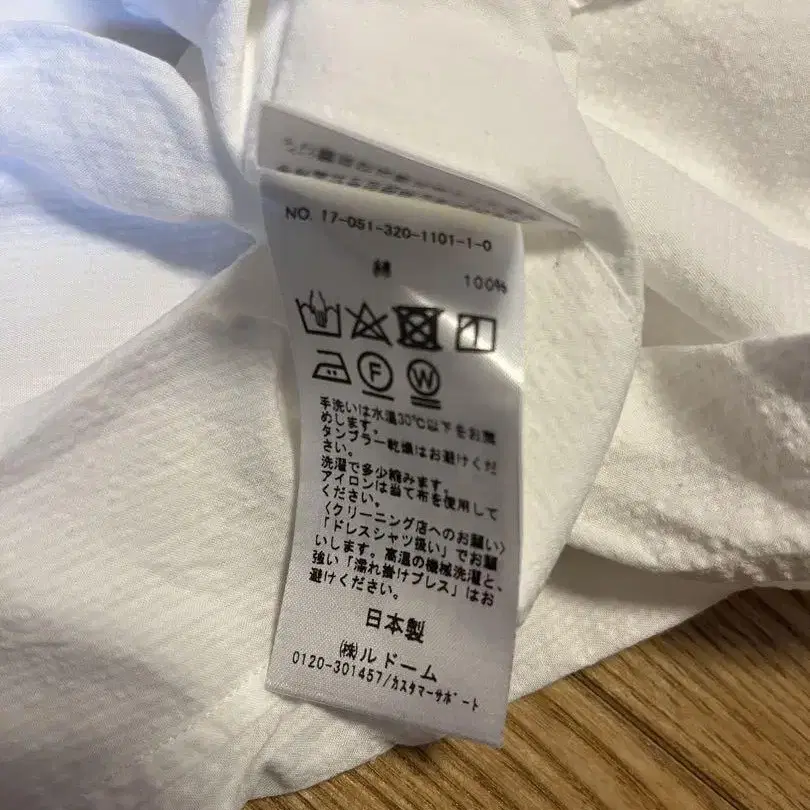 NO. 17-051-320-1101-1-0
綿 100%
F W
手洗いは水温30℃以下をお薦
めします。
タンブラー乾燥はお避けくだ
さい。
洗濯で多少縮みます。
アイロンは当て布を使用して
ください。
〈クリーニング店へのお願い〉
「ドレスシャツ扱い」でお願
いします。高温の機械洗濯と、
強い「濡れ掛けプレス」はお
避けください。
日本製
㈱ルドーム
0120-301457/カスタマーサポート